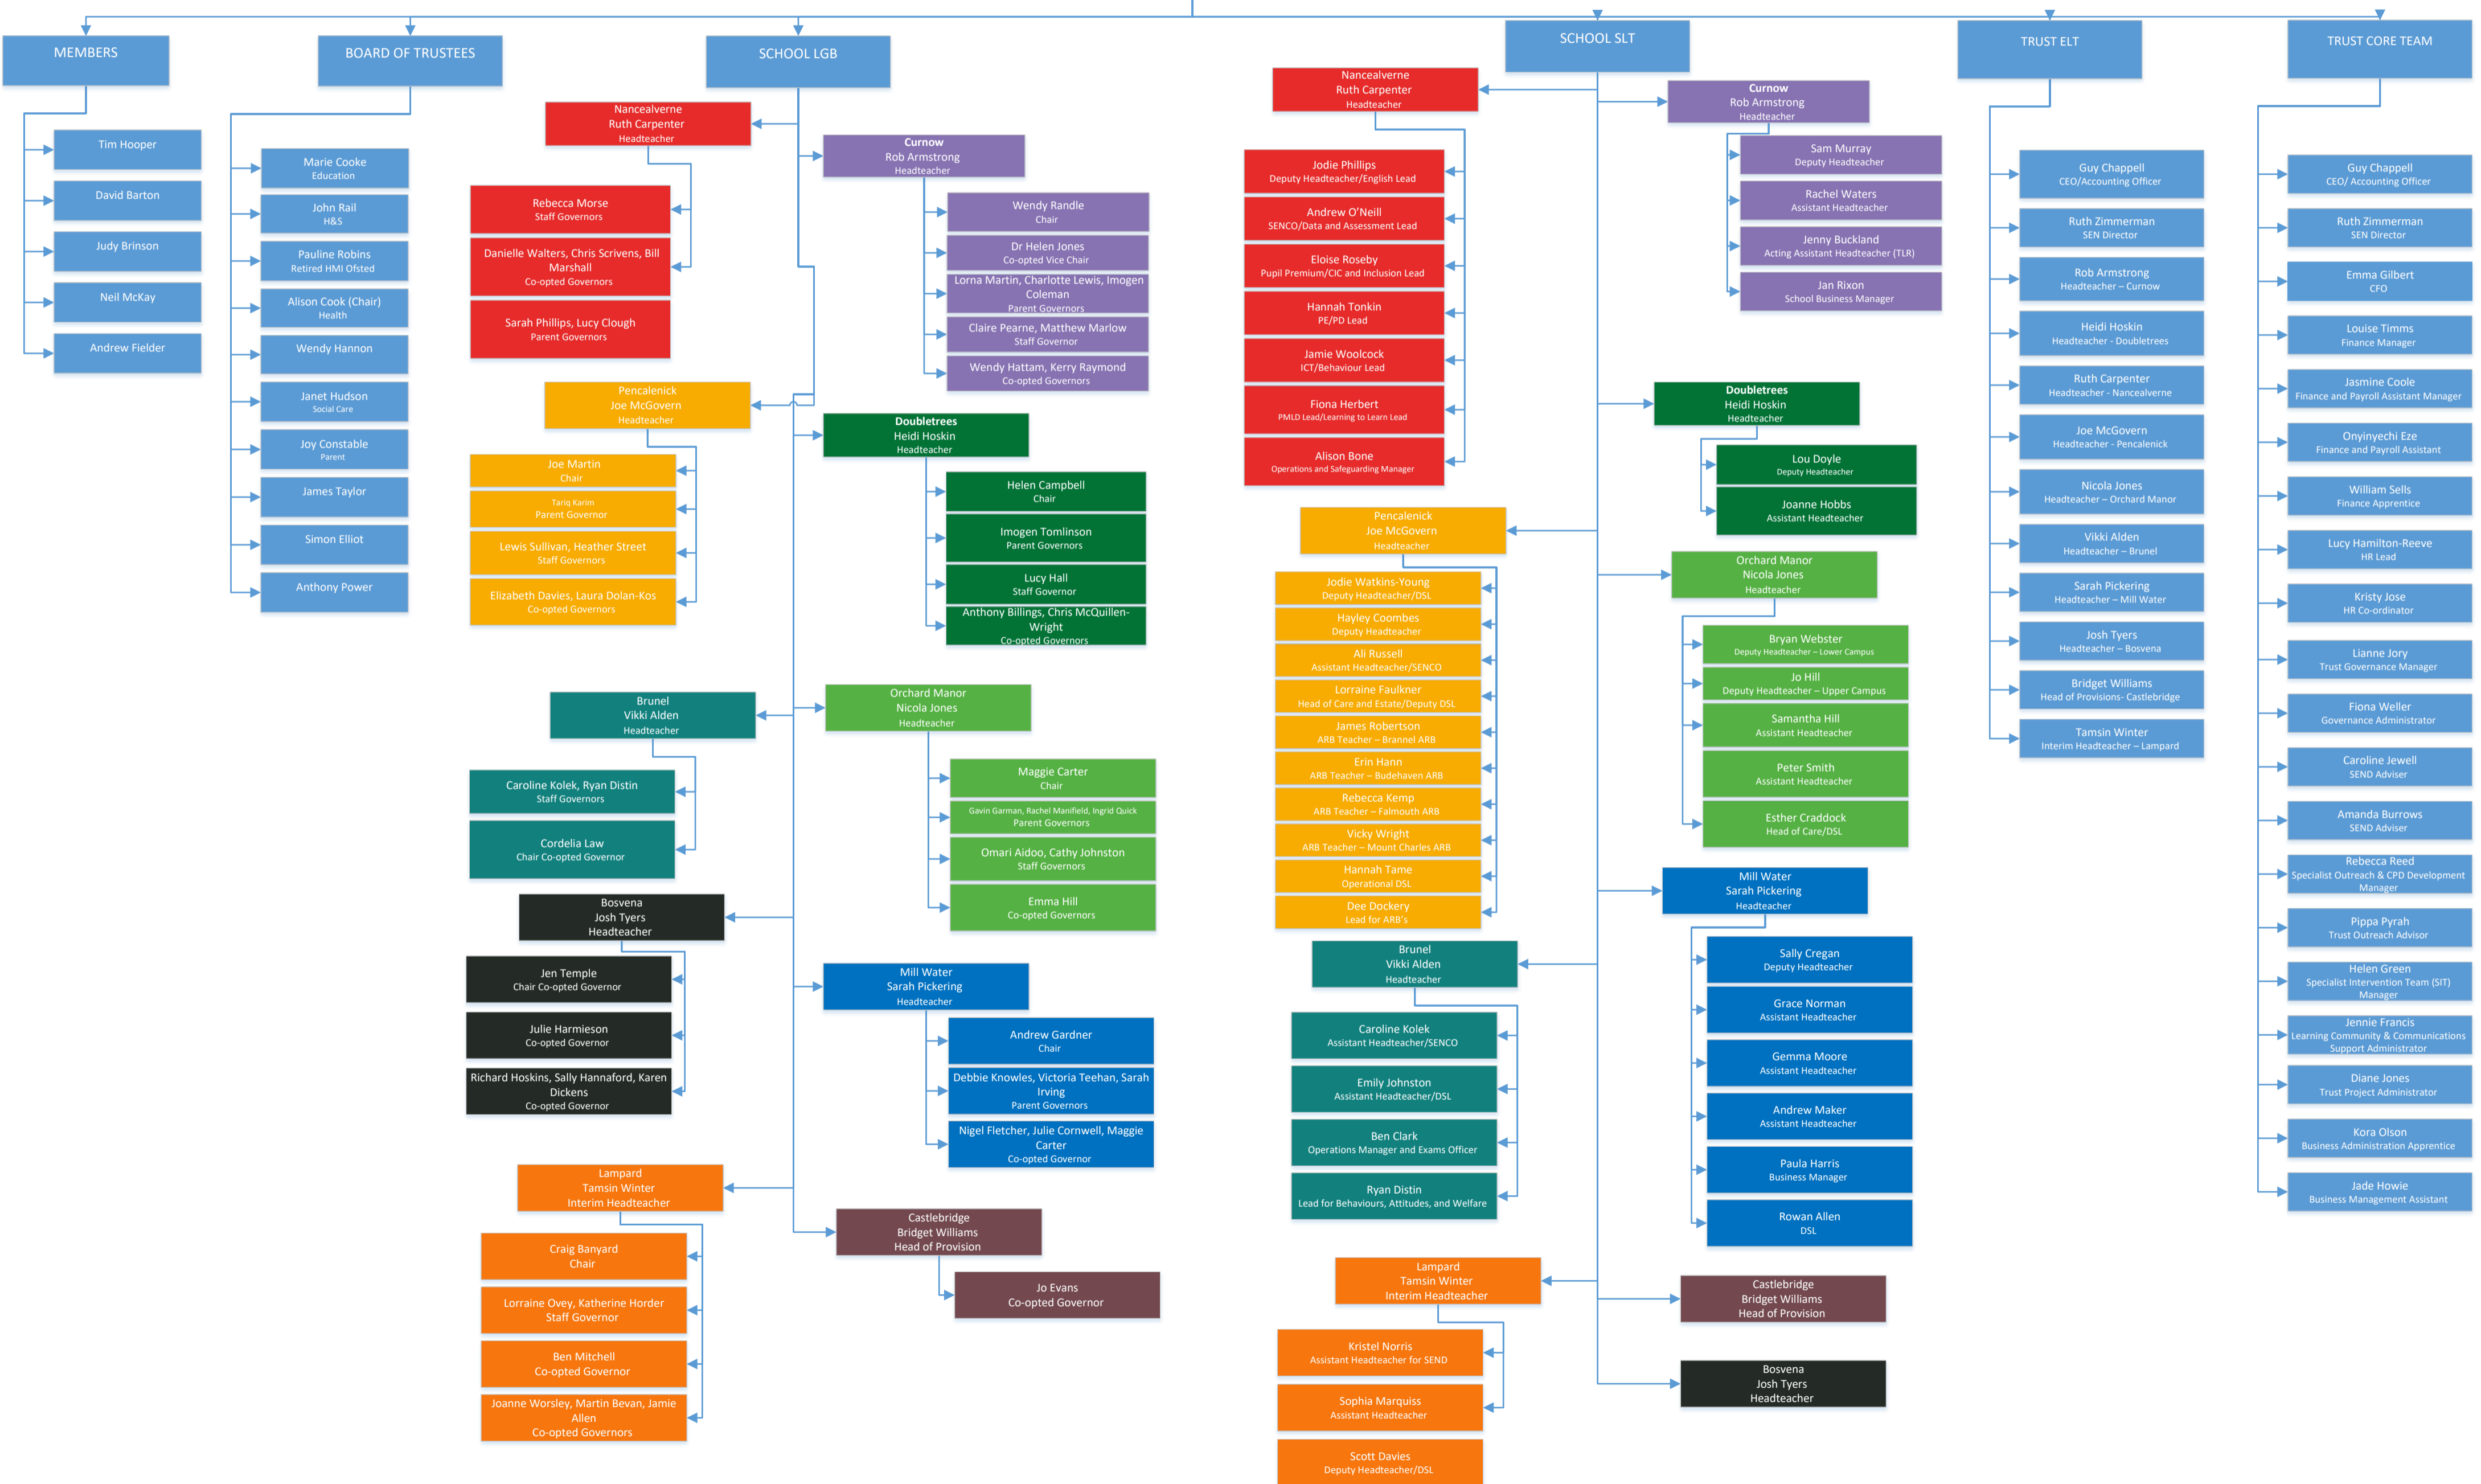 MEMBERS
Tim Hooper
David Barton
Judy Brinson
Neil McKay
Andrew Fielder
BOARD OF TRUSTEES
Marie Cooke
Education
John Rail
H&S
Pauline Robins
Retired HMI Ofsted
Alison Cook (Chair)
Health
Wendy Hannon
Janet Hudson
Social Care
Joy Constable
Parent
James Taylor
Simon Elliot
Anthony Power
SCHOOL LGB
Nancealverne
Ruth Carpenter
Headteacher
Rebecca Morse
Staff Governors
Danielle Walters, Chris Scrivens, Bill
Marshall
Co-opted Governors
Sarah Phillips, Lucy Clough
Parent Governors
Curnow
Rob Armstrong
Headteacher
Wendy Randle
Chair
Dr Helen Jones
Co-opted Vice Chair
Lorna Martin, Charlotte Lewis, Imogen
Coleman
Parent Governors
Claire Pearne, Matthew Marlow
Staff Governor
Wendy Hattam, Kerry Raymond
Co-opted Governors
Pencalenick
Joe McGovern
Headteacher
Joe Martin
Chair
Tariq Karim
Parent Governor
Lewis Sullivan, Heather Street
Staff Governors
Elizabeth Davies, Laura Dolan-Kos
Co-opted Governors
Doubletrees
Heidi Hoskin
Headteacher
Helen Campbell
Chair
Imogen Tomlinson
Parent Governors
Lucy Hall
Staff Governor
Anthony Billings, Chris McQuillen-
Wright
Co-opted Governors
Brunel
Vikki Alden
Headteacher
Caroline Kolek, Ryan Distin
Staff Governors
Cordelia Law
Chair Co-opted Governor
Orchard Manor
Nicola Jones
Headteacher
Maggie Carter
Chair
Gavin Garman, Rachel Manifield, Ingrid Quick
Parent Governors
Omari Aidoo, Cathy Johnston
Staff Governors
Emma Hill
Co-opted Governors
Bosvena
Josh Tyers
Headteacher
Jen Temple
Chair Co-opted Governor
Julie Harmieson
Co-opted Governor
Richard Hoskins, Sally Hannaford, Karen
Dickens
Co-opted Governor
Mill Water
Sarah Pickering
Headteacher
Andrew Gardner
Chair
Debbie Knowles, Victoria Teehan, Sarah
Irving
Parent Governors
Nigel Fletcher, Julie Cornwell, Maggie
Carter
Co-opted Governor
Lampard
Tamsin Winter
Interim Headteacher
Craig Banyard
Chair
Lorraine Ovey, Katherine Horder
Staff Governor
Ben Mitchell
Co-opted Governor
Joanne Worsley, Martin Bevan, Jamie
Allen
Co-opted Governors
Castlebridge
Bridget Williams
Head of Provision
Jo Evans
Co-opted Governor
SCHOOL SLT
Nancealverne
Ruth Carpenter
Headteacher
Jodie Phillips
Deputy Headteacher/English Lead
Andrew O’Neill
SENCO/Data and Assessment Lead
Eloise Roseby
Pupil Premium/CIC and Inclusion Lead
Hannah Tonkin
PE/PD Lead
Jamie Woolcock
ICT/Behaviour Lead
Fiona Herbert
PMLD Lead/Learning to Learn Lead
Alison Bone
Operations and Safeguarding Manager
Curnow
Rob Armstrong
Headteacher
Sam Murray
Deputy Headteacher
Rachel Waters
Assistant Headteacher
Jenny Buckland
Acting Assistant Headteacher (TLR)
Jan Rixon
School Business Manager
Doubletrees
Heidi Hoskin
Headteacher
Lou Doyle
Deputy Headteacher
Joanne Hobbs
Assistant Headteacher
Pencalenick
Joe McGovern
Headteacher
Jodie Watkins-Young
Deputy Headteacher/DSL
Hayley Coombes
Deputy Headteacher
Ali Russell
Assistant Headteacher/SENCO
Lorraine Faulkner
Head of Care and Estate/Deputy DSL
James Robertson
ARB Teacher – Brannel ARB
Erin Hann
ARB Teacher – Budehaven ARB
Rebecca Kemp
ARB Teacher – Falmouth ARB
Vicky Wright
ARB Teacher – Mount Charles ARB
Hannah Tame
Operational DSL
Dee Dockery
Lead for ARB’s
Orchard Manor
Nicola Jones
Headteacher
Bryan Webster
Deputy Headteacher – Lower Campus
Jo Hill
Deputy Headteacher – Upper Campus
Samantha Hill
Assistant Headteacher
Peter Smith
Assistant Headteacher
Esther Craddock
Head of Care/DSL
Mill Water
Sarah Pickering
Headteacher
Sally Cregan
Deputy Headteacher
Grace Norman
Assistant Headteacher
Gemma Moore
Assistant Headteacher
Andrew Maker
Assistant Headteacher
Paula Harris
Business Manager
Rowan Allen
DSL
Brunel
Vikki Alden
Headteacher
Caroline Kolek
Assistant Headteacher/SENCO
Emily Johnston
Assistant Headteacher/DSL
Ben Clark
Operations Manager and Exams Officer
Ryan Distin
Lead for Behaviours, Attitudes, and Welfare
Lampard
Tamsin Winter
Interim Headteacher
Kristel Norris
Assistant Headteacher for SEND
Sophia Marquiss
Assistant Headteacher
Scott Davies
Deputy Headteacher/DSL
Castlebridge
Bridget Williams
Head of Provision
Bosvena
Josh Tyers
Headteacher
TRUST ELT
Guy Chappell
CEO/Accounting Officer
Ruth Zimmerman
SEN Director
Rob Armstrong
Headteacher – Curnow
Heidi Hoskin
Headteacher - Doubletrees
Ruth Carpenter
Headteacher - Nancealverne
Joe McGovern
Headteacher - Pencalenick
Nicola Jones
Headteacher – Orchard Manor
Vikki Alden
Headteacher – Brunel
Sarah Pickering
Headteacher – Mill Water
Josh Tyers
Headteacher – Bosvena
Bridget Williams
Head of Provisions- Castlebridge
Tamsin Winter
Interim Headteacher – Lampard
TRUST CORE TEAM
Guy Chappell
CEO/ Accounting Officer
Ruth Zimmerman
SEN Director
Emma Gilbert
CFO
Louise Timms
Finance Manager
Jasmine Coole
Finance and Payroll Assistant Manager
Onyinyechi Eze
Finance and Payroll Assistant
William Sells
Finance Apprentice
Lucy Hamilton-Reeve
HR Lead
Kristy Jose
HR Co-ordinator
Lianne Jory
Trust Governance Manager
Fiona Weller
Governance Administrator
Caroline Jewell
SEND Adviser
Amanda Burrows
SEND Adviser
Rebecca Reed
Specialist Outreach & CPD Development
Manager
Pippa Pyrah
Trust Outreach Advisor
Helen Green
Specialist Intervention Team (SIT)
Manager
Jennie Francis
Learning Community & Communications
Support Administrator
Diane Jones
Trust Project Administrator
Kora Olson
Business Administration Apprentice
Jade Howie
Business Management Assistant